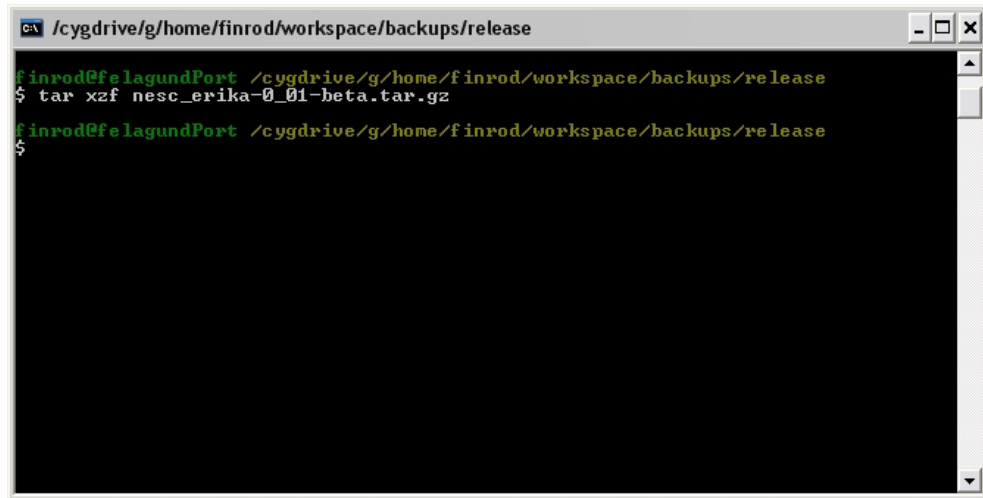 /cygdrive/g/home/finrod/workspace/backups/release
finrod@felagundPort /cygdrive/g/home/finrod/workspace/backups/release
$ tar xzf nesc_erika-0_01-beta.tar.gz
finrod@felagundPort /cygdrive/g/home/finrod/workspace/backups/release
$